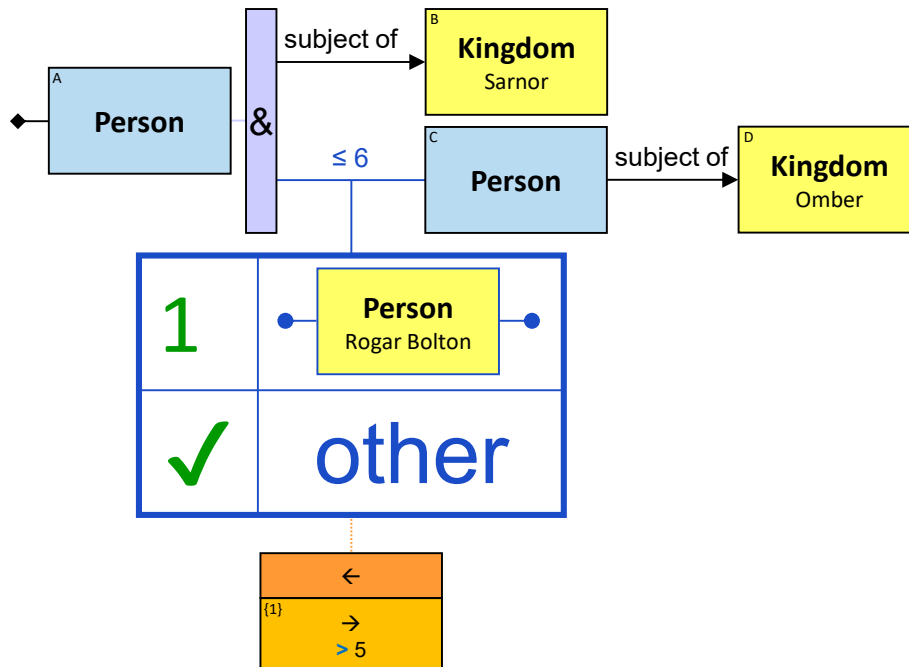 B
subject of
Kingdom
Sarnor
A
Person
&
≤ 6
C
Person
subject of
D
Kingdom
Omber
1
Person
Rogar Bolton
✓
other
←
{1}
→
> 5